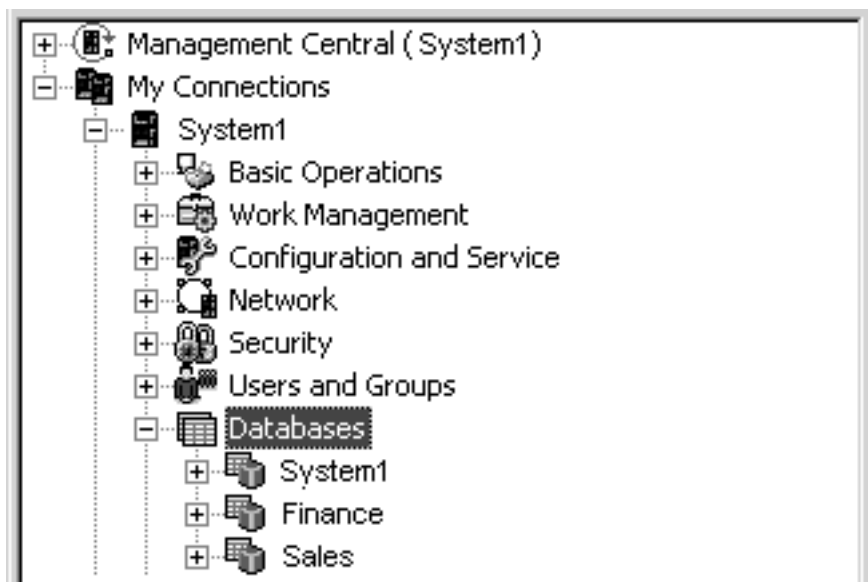 Management Central ( System1)
My Connections
System1
Basic Operations
Work Management
Configuration and Service
Network
Security
Users and Groups
Databases
System1
Finance
Sales